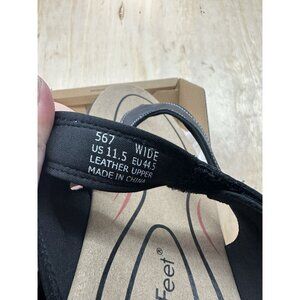 567 WIDE
US 11.5 EU 44.5
LEATHER UPPER
MADE IN CHINA
Feet®